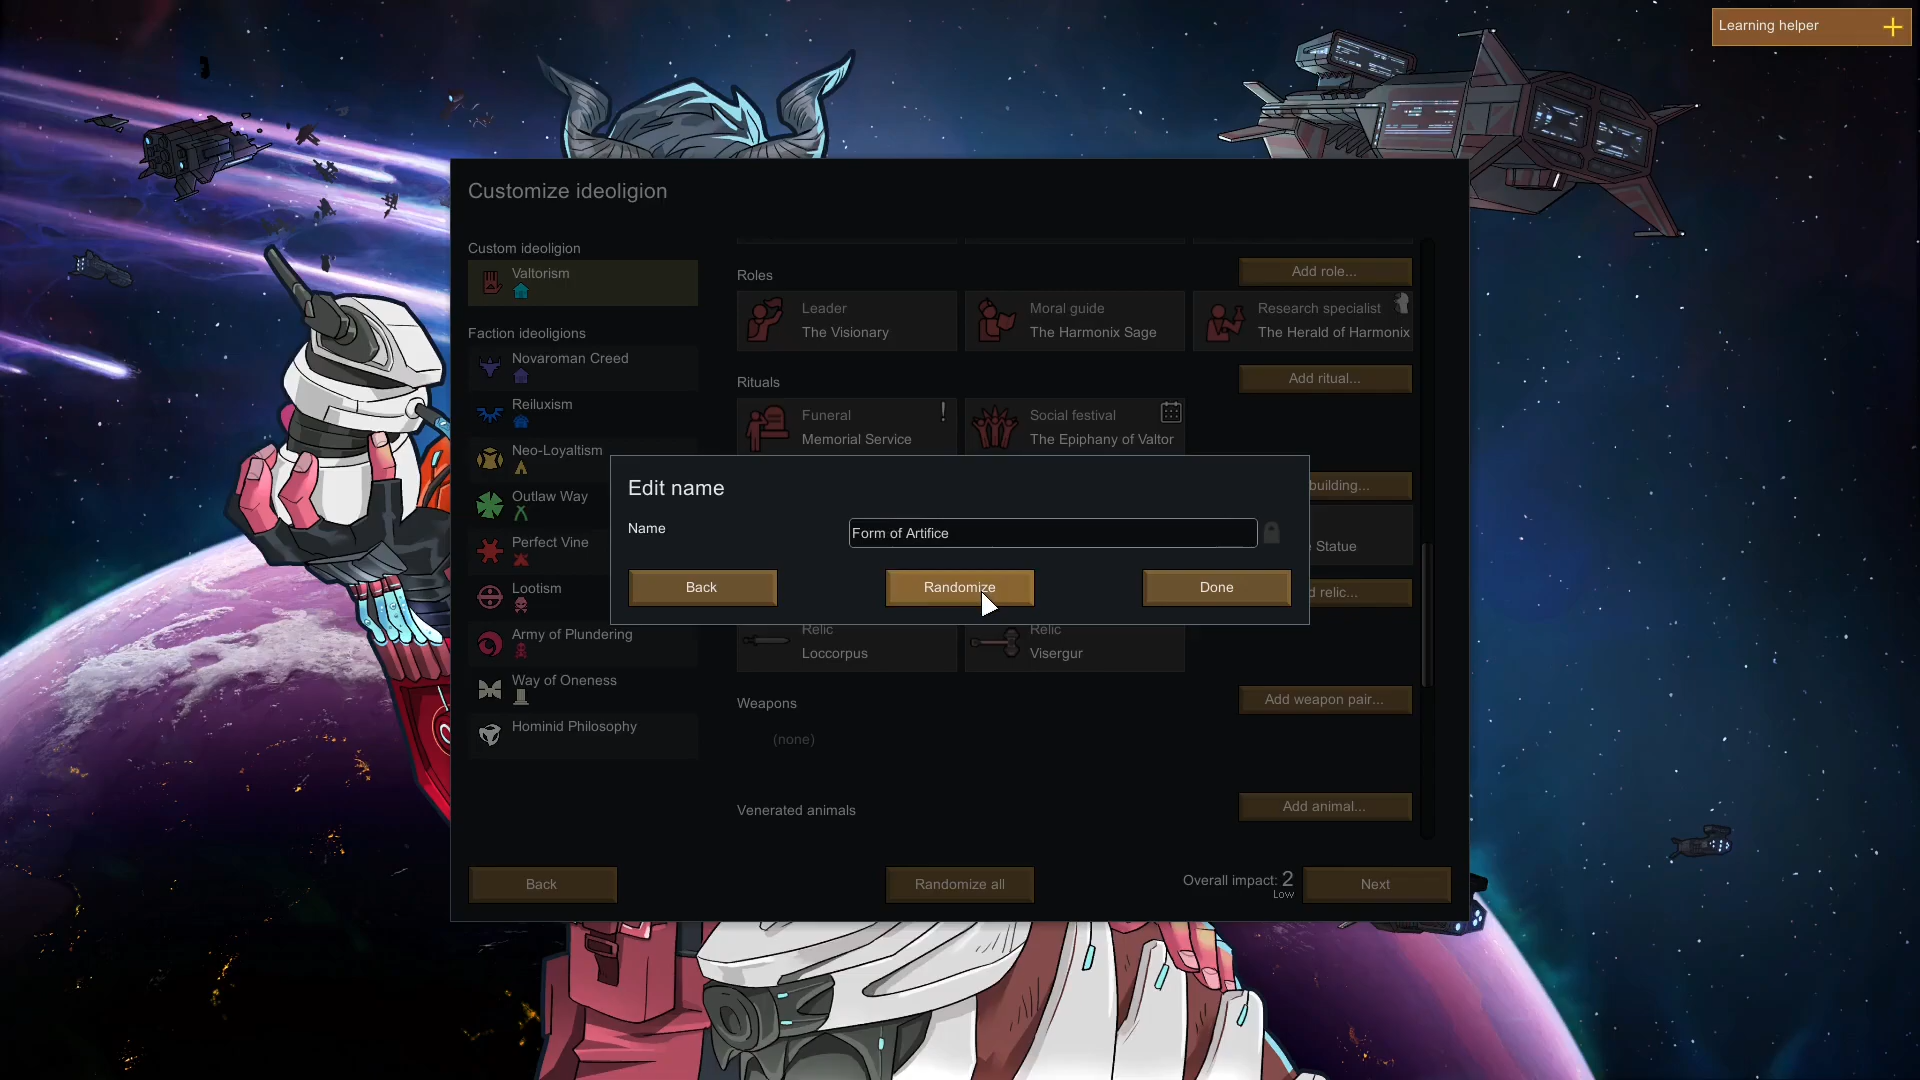 Learning helper
Customize ideoligion
Custom ideoligion
Valtorism
Faction ideoligions
Novaroman Creed
Reiluxism
Neo-Loyaltism
Outlaw Way
Perfect Vine
Lootism
Army of Plundering
Way of Oneness
Hominid Philosophy
Roles
Add role...
Leader
The Visionary
Moral guide
The Harmonix Sage
Research specialist
The Herald of Harmonix
Rituals
Add ritual...
Funeral
Memorial Service
Social festival
The Epiphany of Valtor
building...
Statue
relic...
Edit name
Name
Form of Artifice
Back
Randomize
Done
Relic
Loccorpus
Relic
Visergur
Weapons
Add weapon pair...
(none)
Venerated animals
Add animal...
Back
Randomize all
Overall impact: 2
Low
Next